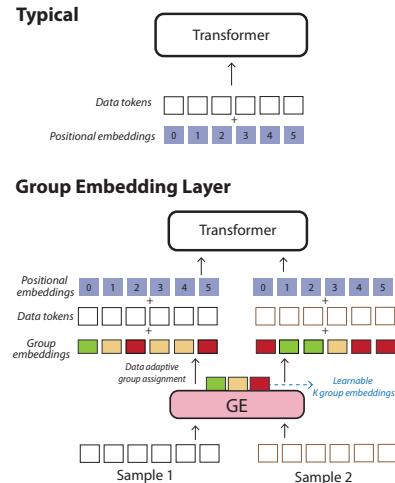 Typical
Transformer
Data tokens
+
Positional embeddings 0 1 2 3 4 5
Group Embedding Layer
Transformer
Positional
embeddings
0 1 2 3 4 5 0 1 2 3 4 5
+ +
Data tokens
+ +
Group
embeddings
Data adaptive
group assignment
Learnable
K group embeddings
GE
Sample 1 Sample 2